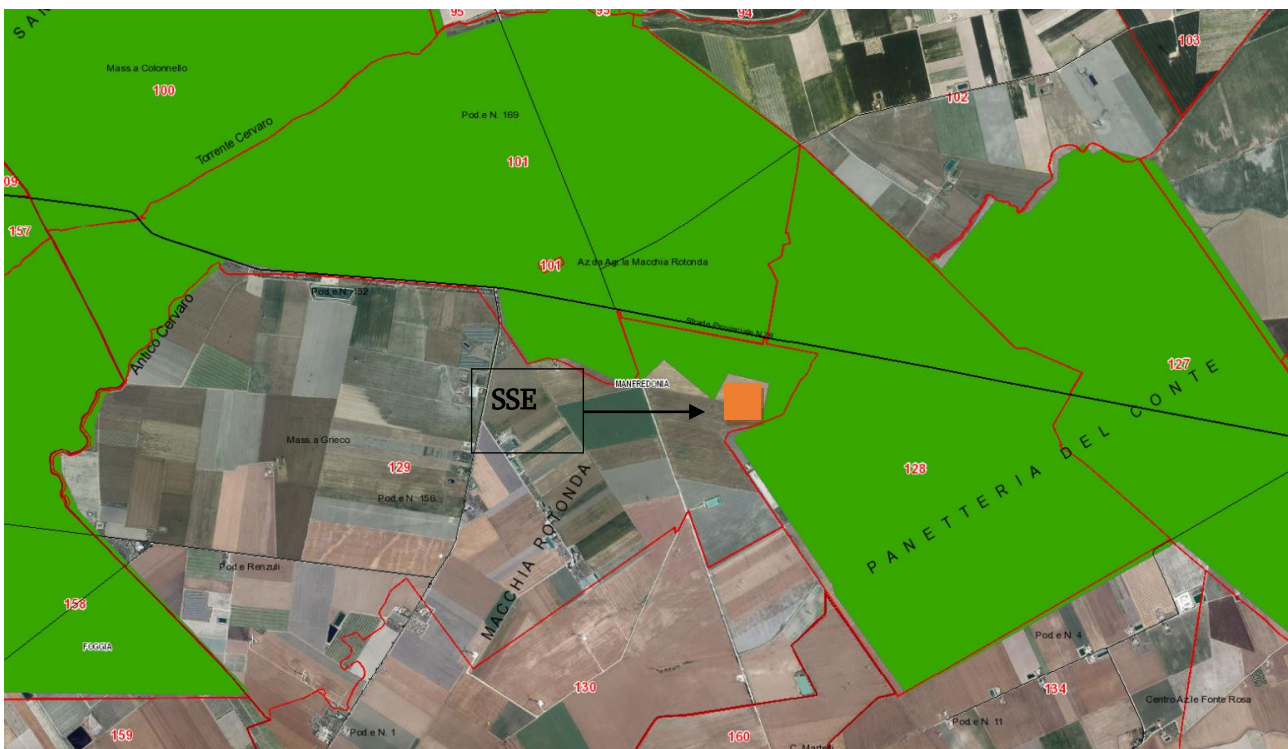 SAN
95
95
94
103
Mass.a Colonnello
100
102
Pod.e N. 169
Torrente Cervaro
101
109
157
101
Az.da Agr. la Macchia Rotonda
Pod.e N. 152
Antico Cervaro
Strada Provinciale N.
127
MANFREDONIA
SSE
Mass.a Grieco
129
128
PANETTERIA DEL CONTE
Pod.e N. 156
MACCHIA ROTONDA
Pod.e Renzuli
158
FOGGIA
Pod.e N. 4
130
134
Centro Az.le Fonte Rosa
159
Pod.e N. 1
160
Pod.e N. 11
C. Martelli